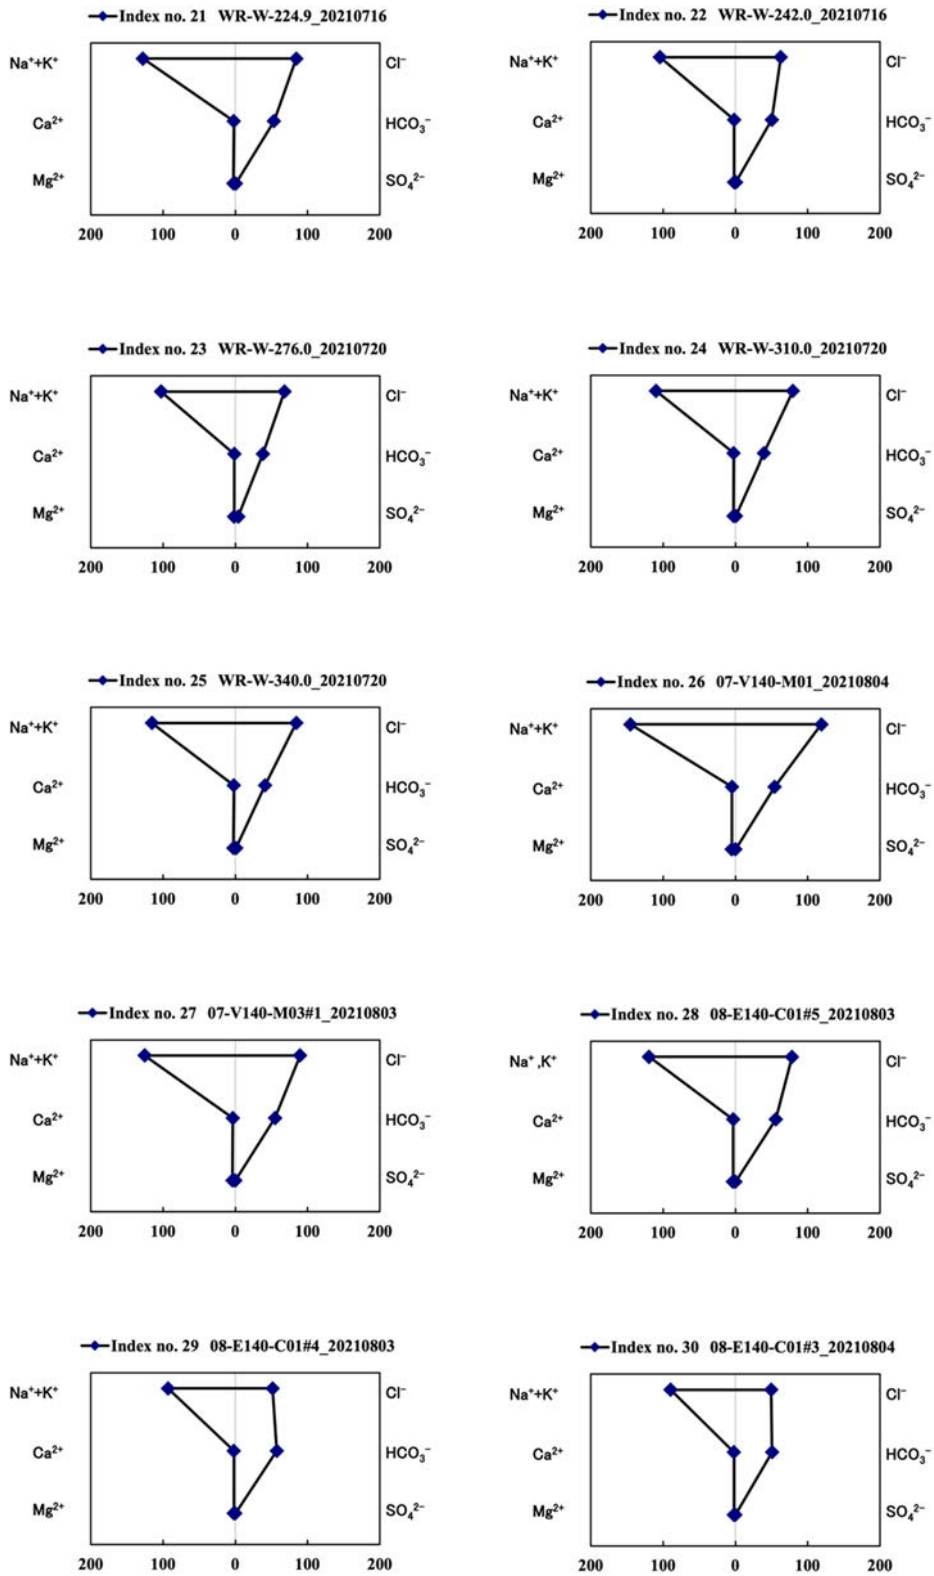 Index no. 21 WR-W-224.9_20210716
Na⁺+K⁺ Cl⁻
Ca²⁺ HCO₃⁻
Mg²⁺ SO₄²⁻
200 100 0 100 200
Index no. 22 WR-W-242.0_20210716
Na⁺+K⁺ Cl⁻
Ca²⁺ HCO₃⁻
Mg²⁺ SO₄²⁻
200 100 0 100 200
Index no. 23 WR-W-276.0_20210720
Na⁺+K⁺ Cl⁻
Ca²⁺ HCO₃⁻
Mg²⁺ SO₄²⁻
200 100 0 100 200
Index no. 24 WR-W-310.0_20210720
Na⁺+K⁺ Cl⁻
Ca²⁺ HCO₃⁻
Mg²⁺ SO₄²⁻
200 100 0 100 200
Index no. 25 WR-W-340.0_20210720
Na⁺+K⁺ Cl⁻
Ca²⁺ HCO₃⁻
Mg²⁺ SO₄²⁻
200 100 0 100 200
Index no. 26 07-V140-M01_20210804
Na⁺+K⁺ Cl⁻
Ca²⁺ HCO₃⁻
Mg²⁺ SO₄²⁻
200 100 0 100 200
Index no. 27 07-V140-M03#1_20210803
Na⁺+K⁺ Cl⁻
Ca²⁺ HCO₃⁻
Mg²⁺ SO₄²⁻
200 100 0 100 200
Index no. 28 08-E140-C01#5_20210803
Na⁺ ,K⁺ Cl⁻
Ca²⁺ HCO₃⁻
Mg²⁺ SO₄²⁻
200 100 0 100 200
Index no. 29 08-E140-C01#4_20210803
Na⁺+K⁺ Cl⁻
Ca²⁺ HCO₃⁻
Mg²⁺ SO₄²⁻
200 100 0 100 200
Index no. 30 08-E140-C01#3_20210804
Na⁺+K⁺ Cl⁻
Ca²⁺ HCO₃⁻
Mg²⁺ SO₄²⁻
200 100 0 100 200